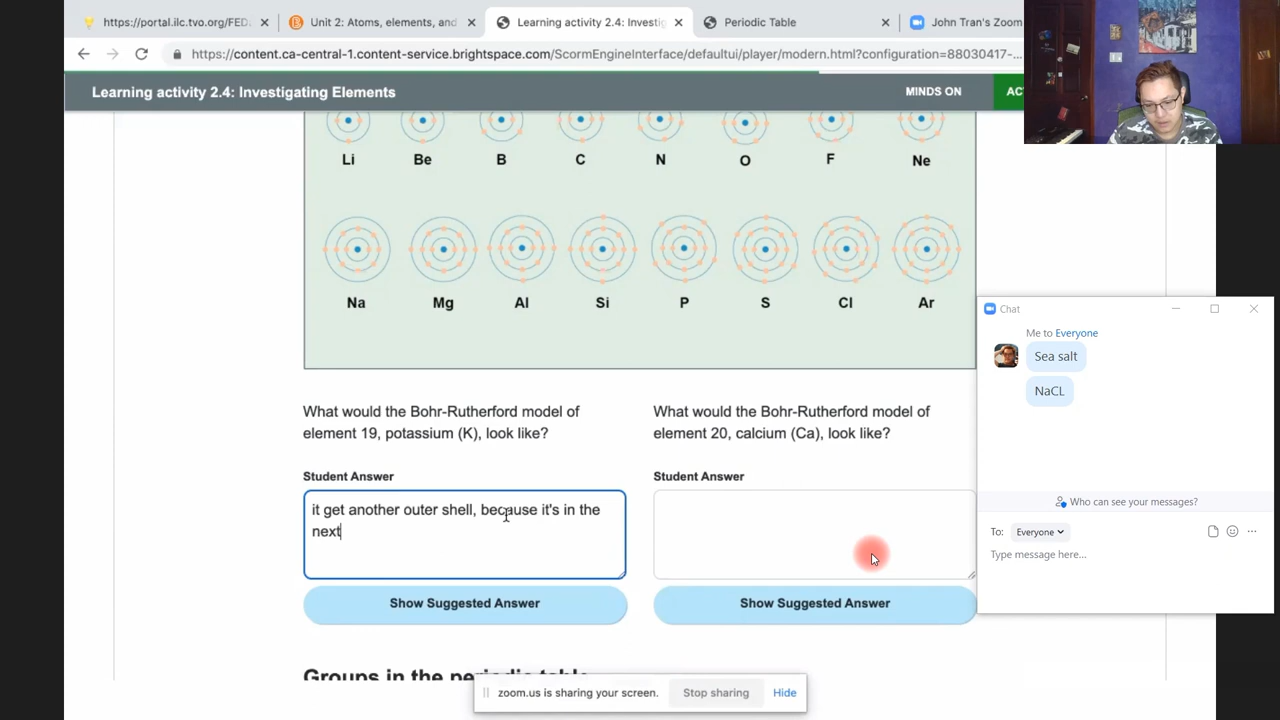 https://portal.ilc.tvo.org/FED
Unit 2: Atoms, elements, and
Learning activity 2.4: Investig
Periodic Table
John Tran's Zoom
https://content.ca-central-1.content-service.brightspace.com/ScormEngineInterface/defaultui/player/modern.html?configuration=88030417-...
Learning activity 2.4: Investigating Elements
MINDS ON
AC
Li Be B C N O F Ne
Na Mg Al Si P S Cl Ar
What would the Bohr-Rutherford model of
element 19, potassium (K), look like?
Student Answer
it get another outer shell, because it's in the
next
Show Suggested Answer
What would the Bohr-Rutherford model of
element 20, calcium (Ca), look like?
Student Answer
Show Suggested Answer
Groups in the periodic table
Chat
Me to Everyone
Sea salt
NaCL
Who can see your messages?
To: Everyone
Type message here...
zoom.us is sharing your screen. Stop sharing Hide